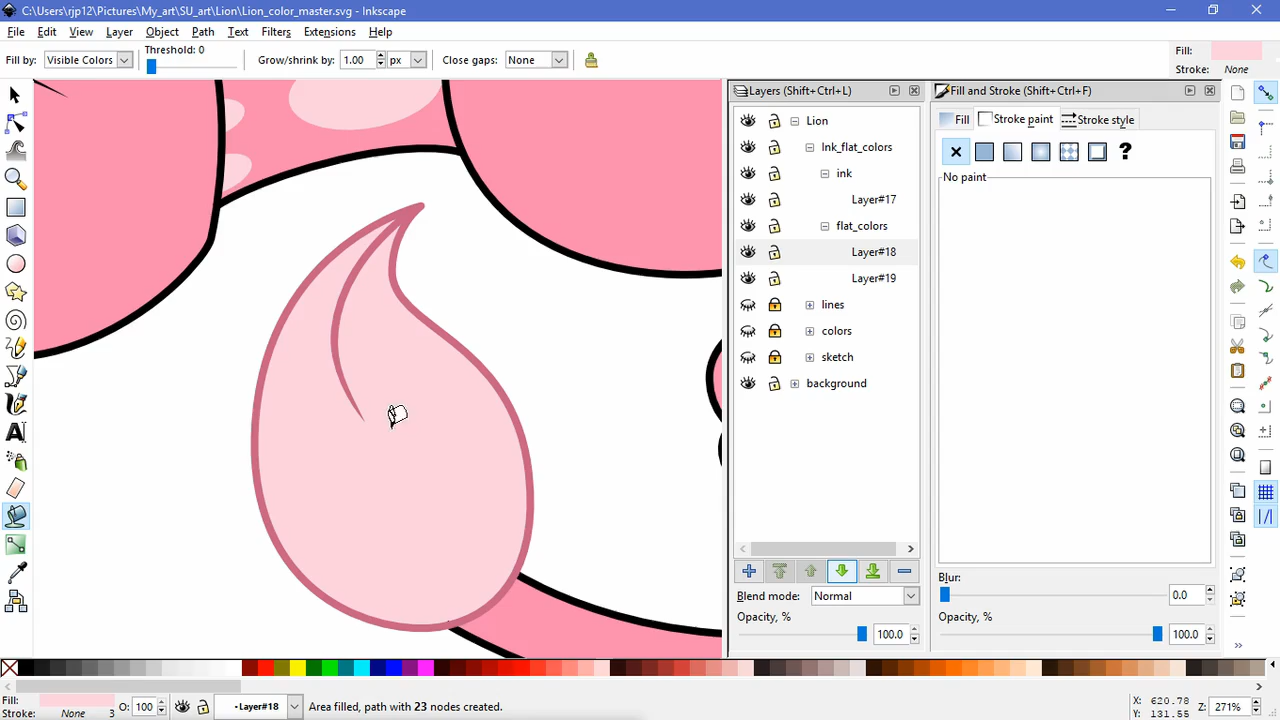 C:\Users\rjp12\Pictures\My_art\SU_art\Lion\Lion_color_master.svg - Inkscape
File Edit View Layer Object Path Text Filters Extensions Help
Fill by: Visible Colors Threshold: 0 Grow/shrink by: 1.00 px Close gaps: None
Fill:
Stroke: None
Layers (Shift+Ctrl+L)
Lion
Ink_flat_colors
ink
Layer#17
flat_colors
Layer#18
Layer#19
lines
colors
sketch
background
Blend mode: Normal
Opacity, %
100.0
Fill and Stroke (Shift+Ctrl+F)
Fill Stroke paint Stroke style
?
No paint
Blur:
0.0
Opacity, %
100.0
Fill:
Stroke: None 3
O: 100
•Layer#18
Area filled, path with 23 nodes created.
X: 620.78
Y: 131.55
Z: 271%